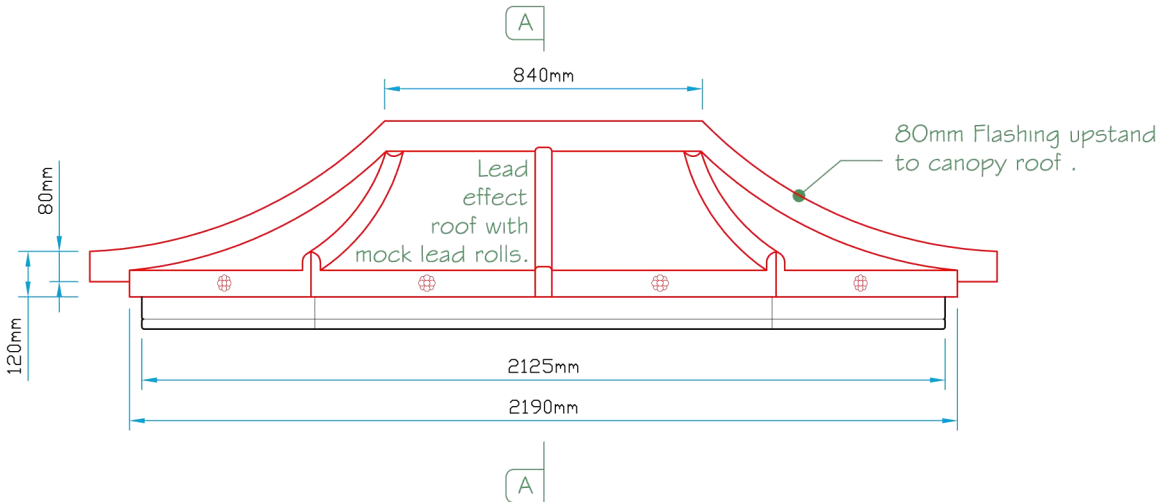 A
840mm
80mm Flashing upstand
to canopy roof .
Lead
effect
roof with
mock lead rolls.
80mm
120mm
2125mm
2190mm
A